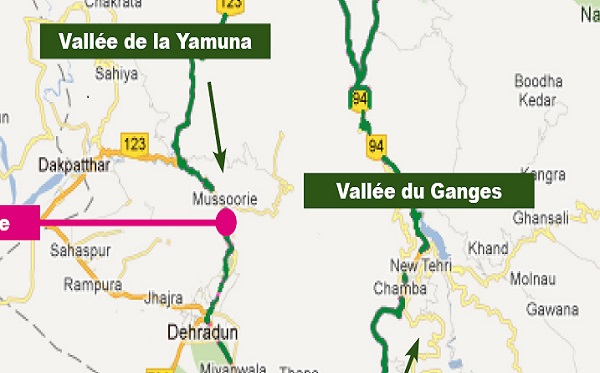 Chakrata
123
Na
Vallée de la Yamuna
Sahiya
Boodha
Kedar
94
123
94
Dakpatthar
Kangra
Vallée du Ganges
Mussoorie
Ghansali
e
Sahaspur
Khand
New Tehri
Rampura
Molnau
Chamba
Jhajra
Gawana
Dehradun
Miyanwala